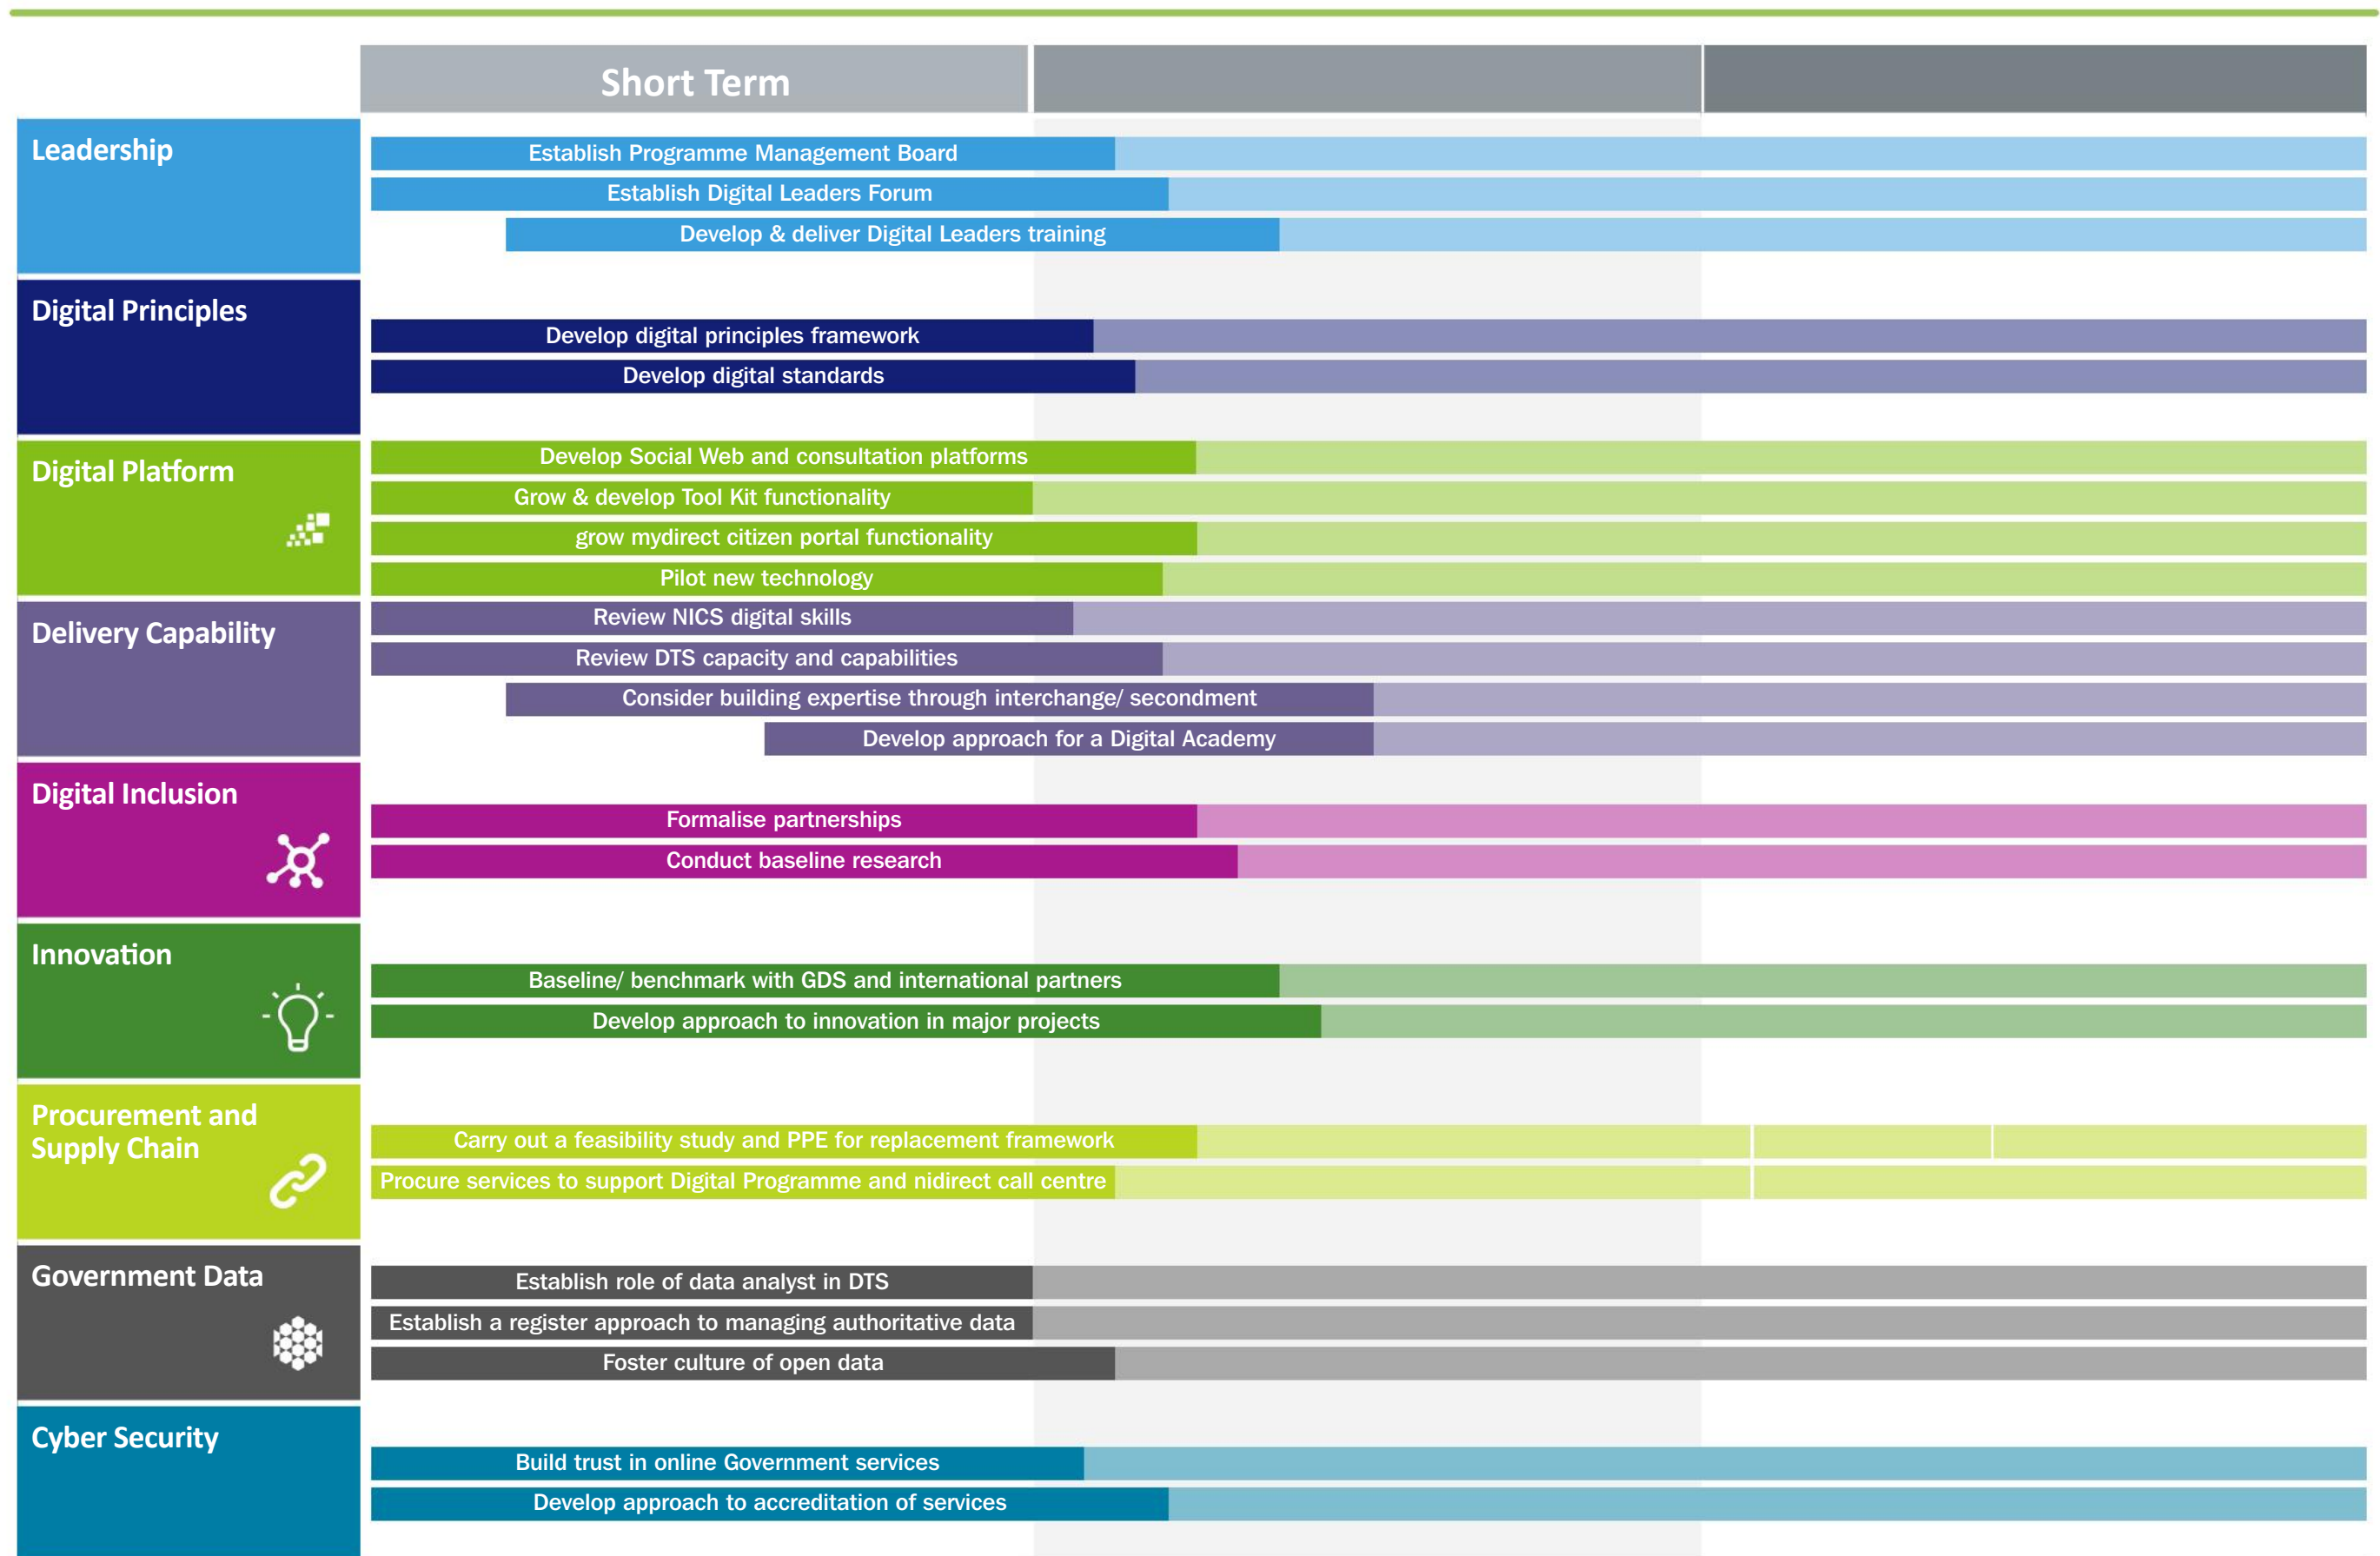 Short Term
Leadership
Establish Programme Management Board
Establish Digital Leaders Forum
Develop & deliver Digital Leaders training
Digital Principles
Develop digital principles framework
Develop digital standards
Digital Platform
Develop Social Web and consultation platforms
Grow & develop Tool Kit functionality
grow mydirect citizen portal functionality
Pilot new technology
Delivery Capability
Review NICS digital skills
Review DTS capacity and capabilities
Consider building expertise through interchange/ secondment
Develop approach for a Digital Academy
Digital Inclusion
Formalise partnerships
Conduct baseline research
Innovation
Baseline/ benchmark with GDS and international partners
Develop approach to innovation in major projects
Procurement and
Supply Chain
Carry out a feasibility study and PPE for replacement framework
Procure services to support Digital Programme and nidirect call centre
Government Data
Establish role of data analyst in DTS
Establish a register approach to managing authoritative data
Foster culture of open data
Cyber Security
Build trust in online Government services
Develop approach to accreditation of services